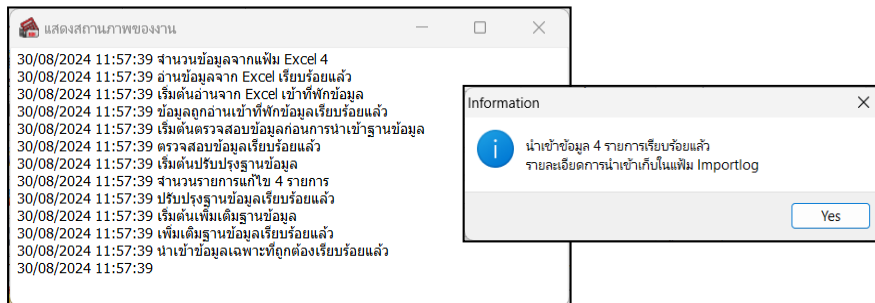 แสดงสถานภาพของงาน
30/08/2024 11:57:39 จำนวนข้อมูลจากแฟ้ม Excel 4
30/08/2024 11:57:39 อ่านข้อมูลจาก Excel เรียบร้อยแล้ว
30/08/2024 11:57:39 เริ่มต้นอ่านจาก Excel เข้าที่พักข้อมูล
30/08/2024 11:57:39 ข้อมูลถูกอ่านเข้าที่พักข้อมูลเรียบร้อยแล้ว
30/08/2024 11:57:39 เริ่มต้นตรวจสอบข้อมูลก่อนการนำเข้าฐานข้อมูล
30/08/2024 11:57:39 ตรวจสอบข้อมูลเรียบร้อยแล้ว
30/08/2024 11:57:39 เริ่มต้นปรับปรุงฐานข้อมูล
30/08/2024 11:57:39 จำนวนรายการแก้ไข 4 รายการ
30/08/2024 11:57:39 ปรับปรุงฐานข้อมูลเรียบร้อยแล้ว
30/08/2024 11:57:39 เริ่มต้นเพิ่มเติมฐานข้อมูล
30/08/2024 11:57:39 เพิ่มเติมฐานข้อมูลเรียบร้อยแล้ว
30/08/2024 11:57:39 นำเข้าข้อมูลเฉพาะที่ถูกต้องเรียบร้อยแล้ว
30/08/2024 11:57:39
Information
นำเข้าข้อมูล 4 รายการเรียบร้อยแล้ว
รายละเอียดการนำเข้าเก็บในแฟ้ม Importlog
Yes